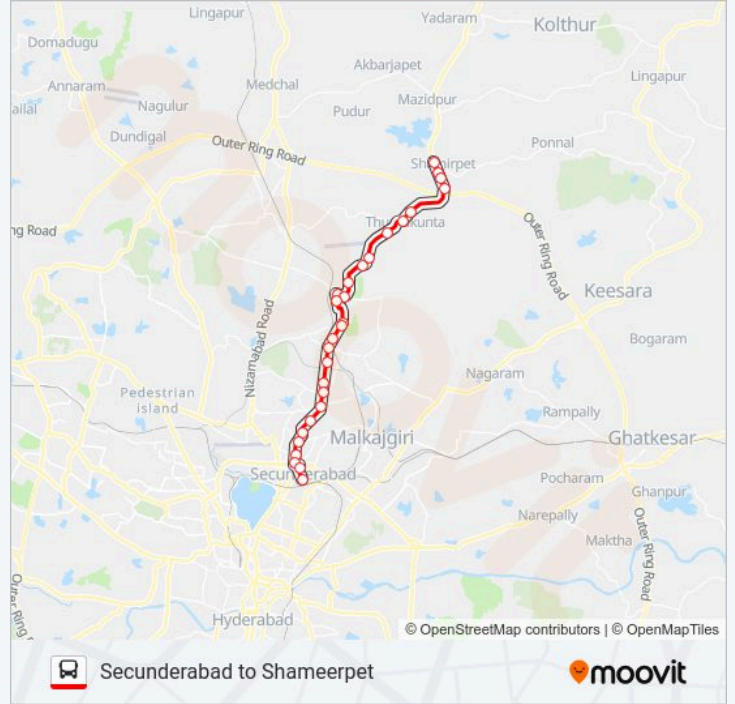 Lingapur
Yadaram
Kolthur
Domadugu
Akbarjapet
Lingapur
Annaram
Medchal
Mazidpur
Nagulur
Pudur
Dundigal
Outer Ring Road
Ponnal
ng Road
Outer Ring Road
Keesara
Nizamabad Road
Bogaram
Nagaram
Pedestrian
island
Rampally
Malkajgiri
Ghatkesar
Secunderabad
Pocharam
Ghanpur
Narepally
Maktha
Outer Ring Road
Hyderabad
© OpenStreetMap contributors | © OpenMapTiles
Secunderabad to Shameerpet
moovit